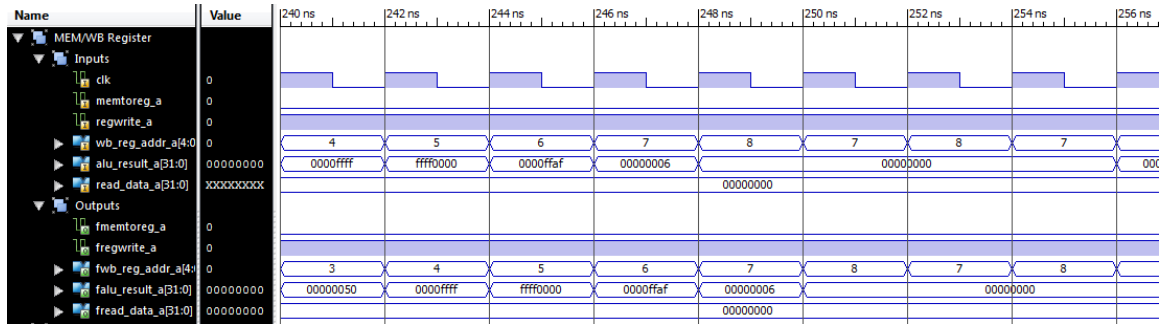 Name Value 240 ns 242 ns 244 ns 246 ns 248 ns 250 ns 252 ns 254 ns 256 ns
MEM/WB Register
Inputs
clk 0
memtoreg_a 0
regwrite_a 0
wb_reg_addr_a[4:0 0 4 5 6 7 8 7 8 7
alu_result_a[31:0] 00000000 0000ffff ffff0000 0000ffaf 00000006 00000000 000
read_data_a[31:0] XXXXXXXX 00000000
Outputs
fmemtoreg_a 0
fregwrite_a 0
fwb_reg_addr_a[4: 0 3 4 5 6 7 8 7 8
falu_result_a[31:0] 00000000 00000050 0000ffff ffff0000 0000ffaf 00000006 00000000
fread_data_a[31:0] 00000000 00000000